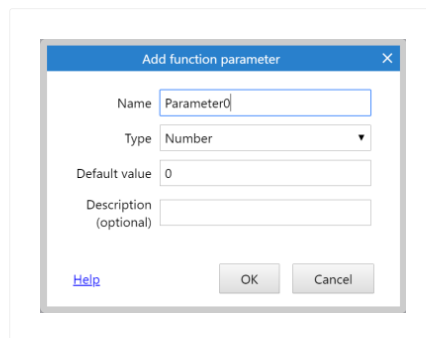 Add function parameter
Name Parameter0
Type Number
Default value 0
Description
(optional)
Help OK Cancel